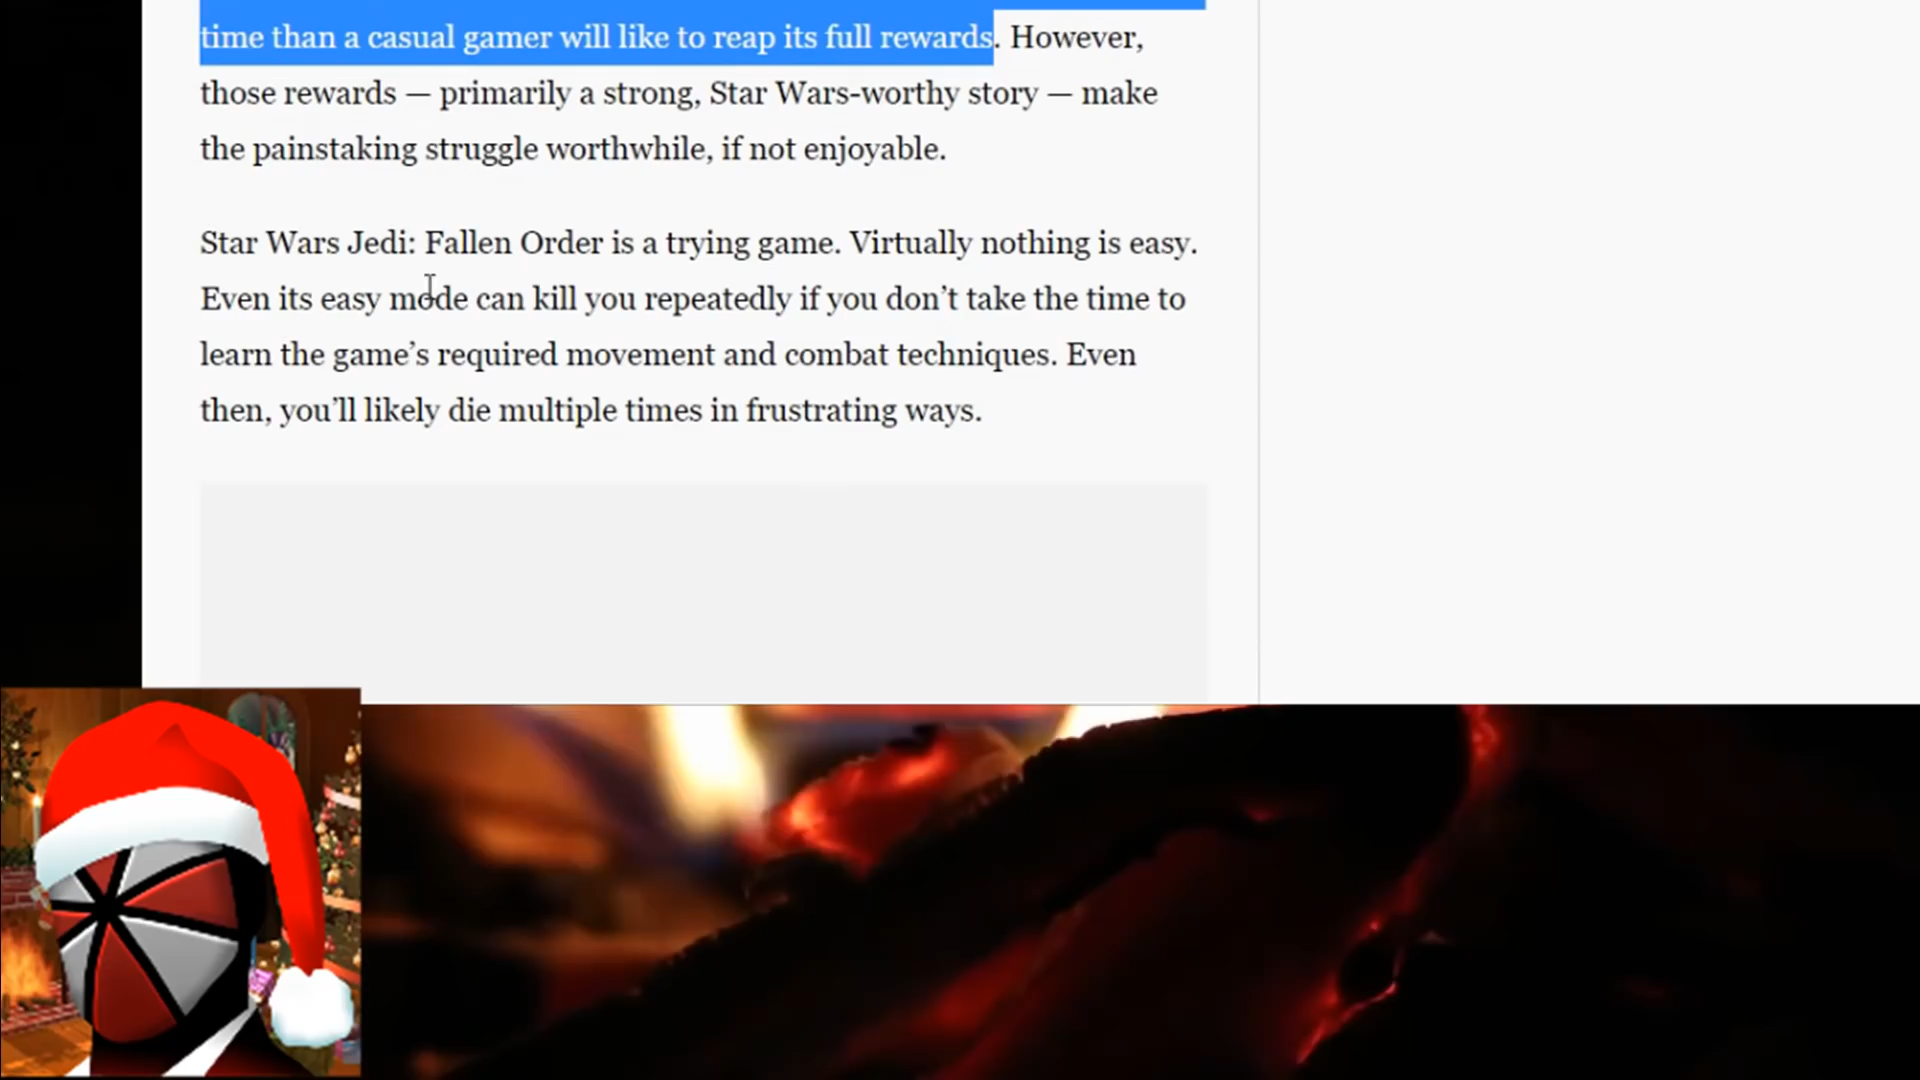 time than a casual gamer will like to reap its full rewards. However,
those rewards — primarily a strong, Star Wars-worthy story — make
the painstaking struggle worthwhile, if not enjoyable.
Star Wars Jedi: Fallen Order is a trying game. Virtually nothing is easy.
Even its easy mode can kill you repeatedly if you don’t take the time to
learn the game’s required movement and combat techniques. Even
then, you’ll likely die multiple times in frustrating ways.